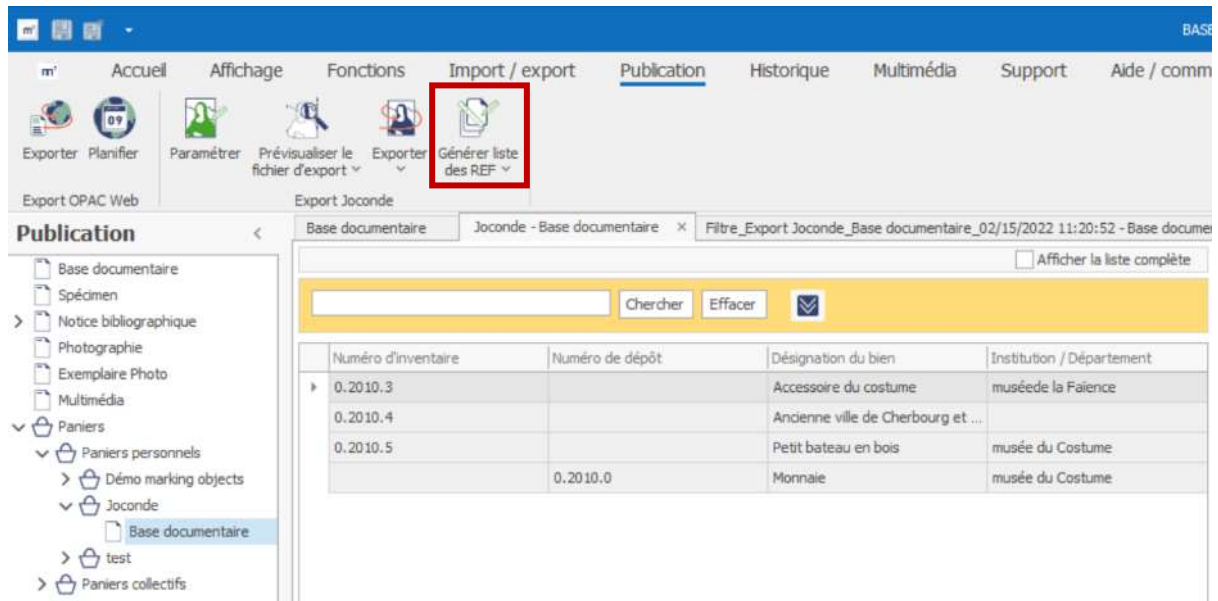 BASE
m'
Accueil Affichage Fonctions Import / export Publication Historique Multimédia Support Aide / comm
Exporter Planifier Paramétrer Prévisualiser le fichier d'export Exporter Générer liste des REF
Export OPAC Web Export Joconde
Publication
Base documentaire
Spécimen
Notice bibliographique
Photographie
Exemplaire Photo
Multimédia
Paniers
Paniers personnels
Démo marking objects
Joconde
Base documentaire
test
Paniers collectifs
Base documentaire Joconde - Base documentaire × Filtre_Export Joconde_Base documentaire_02/15/2022 11:20:52 - Base documen
Afficher la liste complète
Chercher Effacer
Numéro d'inventaire Numéro de dépôt Désignation du bien Institution / Département
0.2010.3 Accessoire du costume muséede la Faïence
0.2010.4 Ancienne ville de Cherbourg et ...
0.2010.5 Petit bateau en bois musée du Costume
0.2010.0 Monnaie musée du Costume